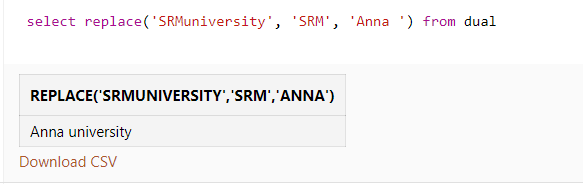 select replace('SRMuniversity', 'SRM', 'Anna ') from dual
REPLACE('SRMUNIVERSITY','SRM','ANNA')
Anna university
Download CSV